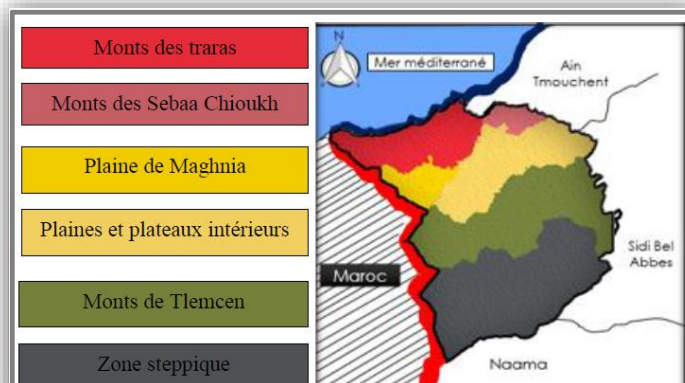 Monts des traras
Monts des Sebaa Chioukh
Plaine de Maghnia
Plaines et plateaux intérieurs
Monts de Tlemcen
Zone steppique
N
Mer méditerrané
Ain
Tmouchent
Maroc
Sidi Bel
Abbes
Naama